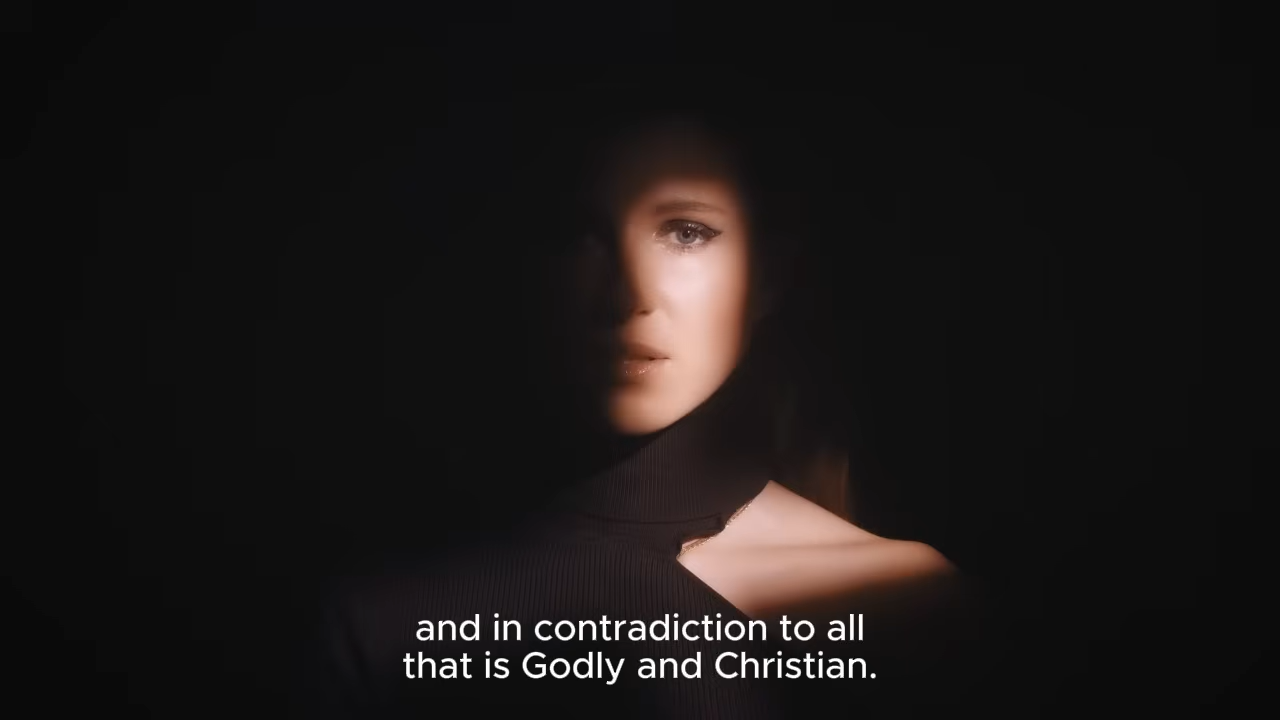 and in contradiction to all
that is Godly and Christian.